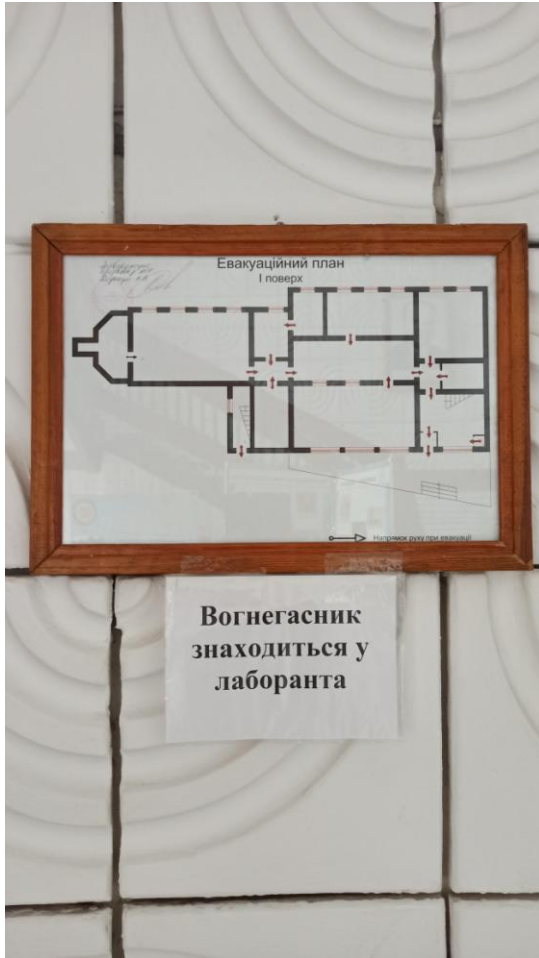 Евакуаційний план
І поверх
Напрямок руху при евакуації
Вогнегасник
знаходиться у
лаборанта